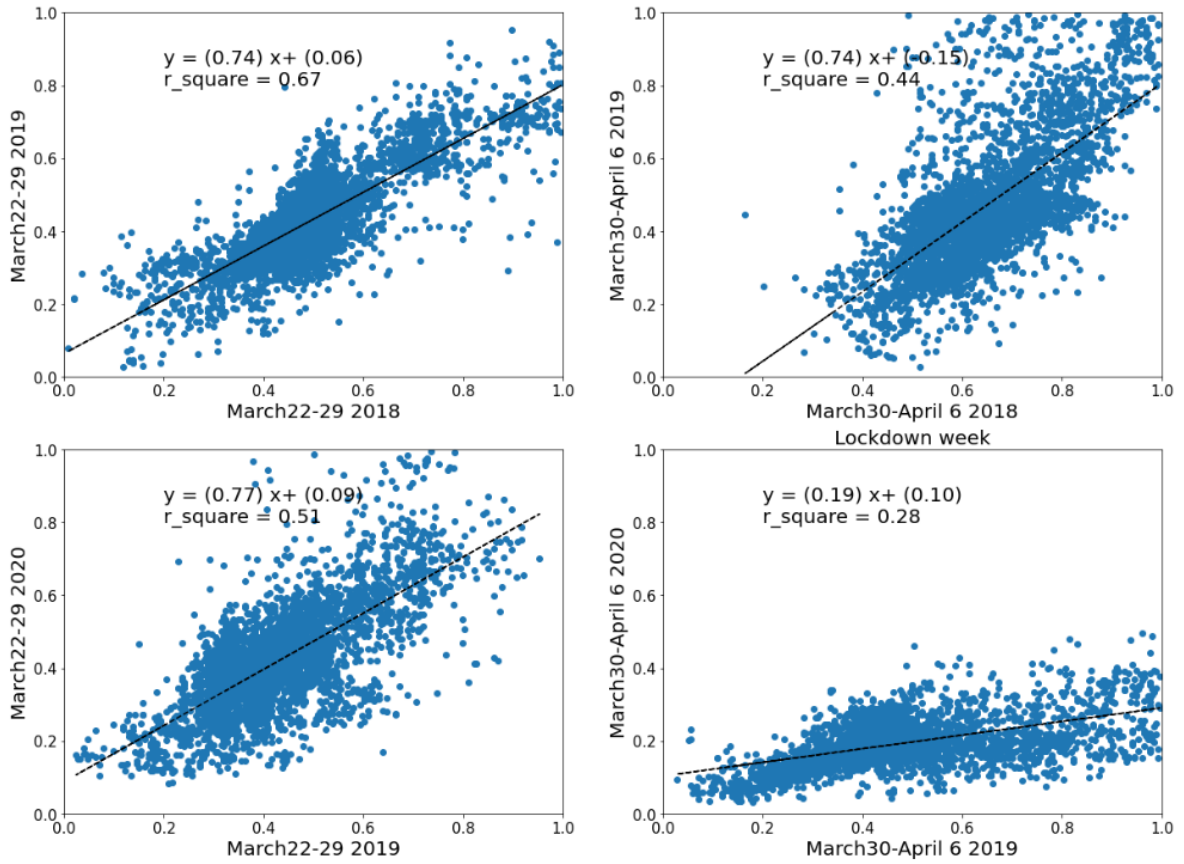 1.0
0.8
0.6
0.4
0.2
0.0
March22-29 2019
y = (0.74) x+ (0.06)
r_square = 0.67
0.0 0.2 0.4 0.6 0.8 1.0
March22-29 2018
1.0
0.8
0.6
0.4
0.2
0.0
March30-April 6 2019
y = (0.74) x+ (-0.15)
r_square = 0.44
0.0 0.2 0.4 0.6 0.8 1.0
March30-April 6 2018
1.0
0.8
0.6
0.4
0.2
0.0
March22-29 2020
y = (0.77) x+ (0.09)
r_square = 0.51
0.0 0.2 0.4 0.6 0.8 1.0
March22-29 2019
Lockdown week
1.0
0.8
0.6
0.4
0.2
0.0
March30-April 6 2020
y = (0.19) x+ (0.10)
r_square = 0.28
0.0 0.2 0.4 0.6 0.8 1.0
March30-April 6 2019